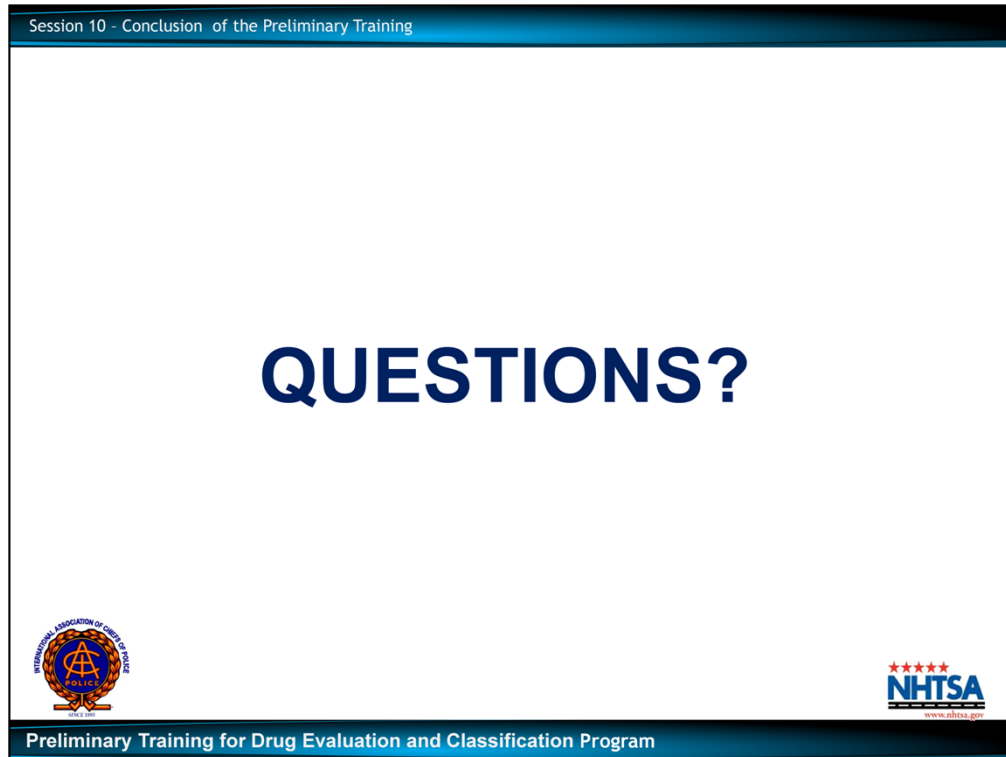 Session 10 - Conclusion of the Preliminary Training
QUESTIONS?
INTERNATIONAL ASSOCIATION OF CHIEFS OF POLICE
POLICE
SINCE 1893
NHTSA
www.nhtsa.gov
Preliminary Training for Drug Evaluation and Classification Program